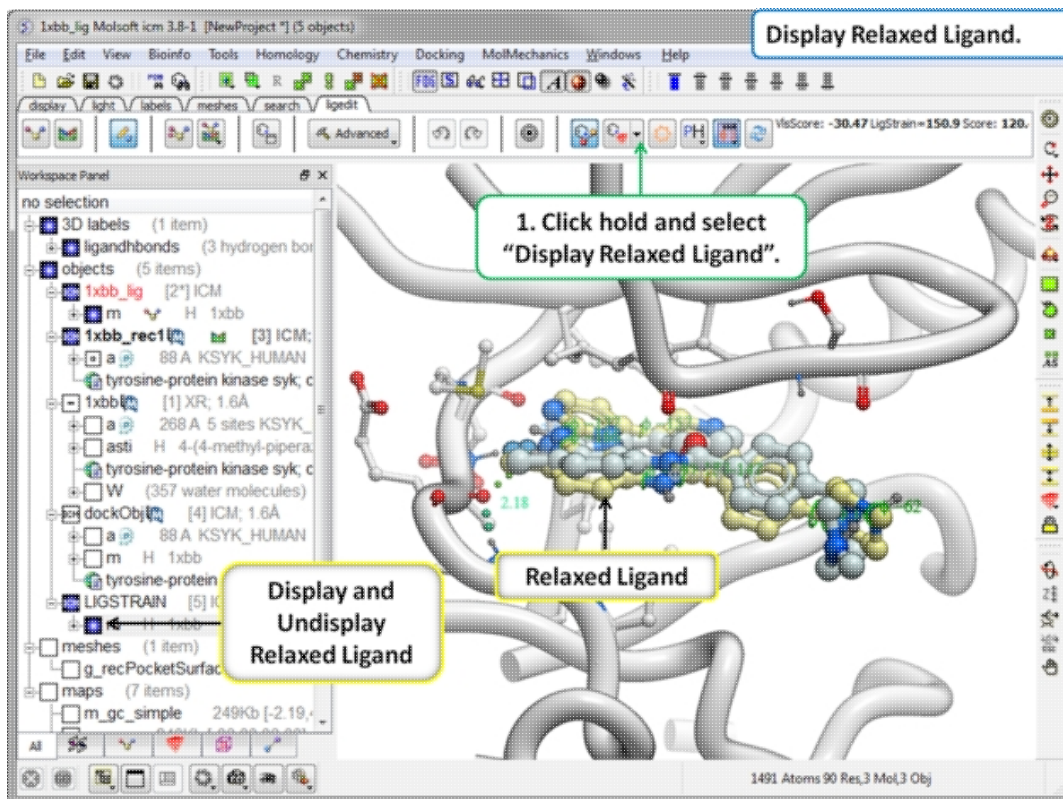 1xbb_lig Molsoft icm 3.8-1 [NewProject *] (5 objects)
Display Relaxed Ligand.
File Edit View Bioinfo Tools Homology Chemistry Docking MolMechanics Windows Help
display light labels meshes search ligedit
Advanced
VlsScore: -30.47 LigStrain=150.9 Score: 120.
Workspace Panel
no selection
3D labels (1 item)
ligandhbonds (3 hydrogen bor
objects (5 items)
1xbb_lig [2*] ICM
m H 1xbb
1xbb_rec1 [3] ICM;
a 88 A KSYK_HUMAN
tyrosine-protein kinase syk; c
1xbb [1] XR; 1.6Å
a 268 A 5 sites KSYK_
asti H 4-(4-methyl-pipera
tyrosine-protein kinase syk; c
W (357 water molecules)
dockObj [4] ICM; 1.6Å
a 88 A KSYK_HUMAN
m H 1xbb
tyrosine-protein
LIGSTRAIN [5] IC
H 1xbb
meshes (1 item)
g_recPocketSurfac
maps (7 items)
m_gc_simple 249Kb [-2.19,
All
1. Click hold and select
“Display Relaxed Ligand”.
2.18
62
Relaxed Ligand
Display and
Undisplay
Relaxed Ligand
1491 Atoms 90 Res,3 Mol,3 Obj